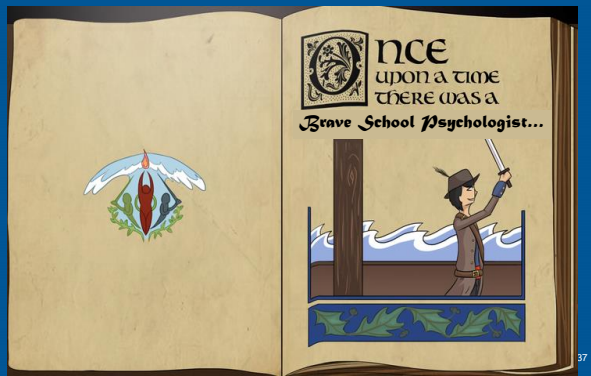 Once
upon a time
there was a
Brave School Psychologist...
37